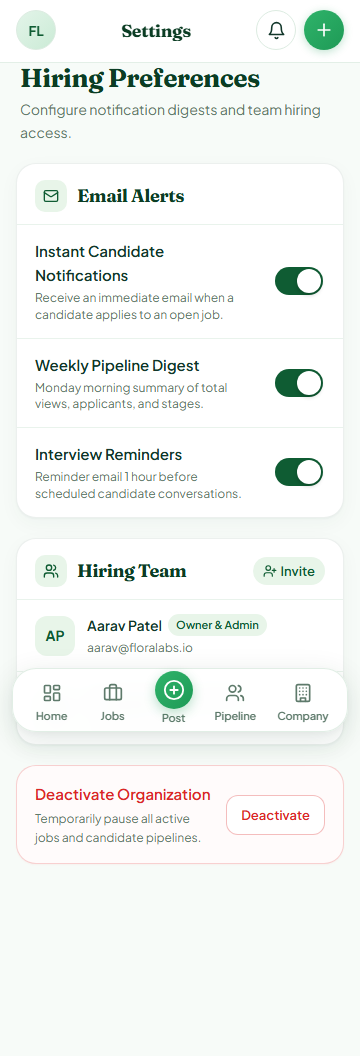 FL
Settings
Hiring Preferences
Configure notification digests and team hiring
access.
Email Alerts
Instant Candidate
Notifications
Receive an immediate email when a
candidate applies to an open job.
Weekly Pipeline Digest
Monday morning summary of total
views, applicants, and stages.
Interview Reminders
Reminder email 1 hour before
scheduled candidate conversations.
Hiring Team
Invite
AP
Aarav Patel
Owner & Admin
aarav@floralabs.io
Home
Jobs
Post
Pipeline
Company
Deactivate Organization
Temporarily pause all active
jobs and candidate pipelines.
Deactivate